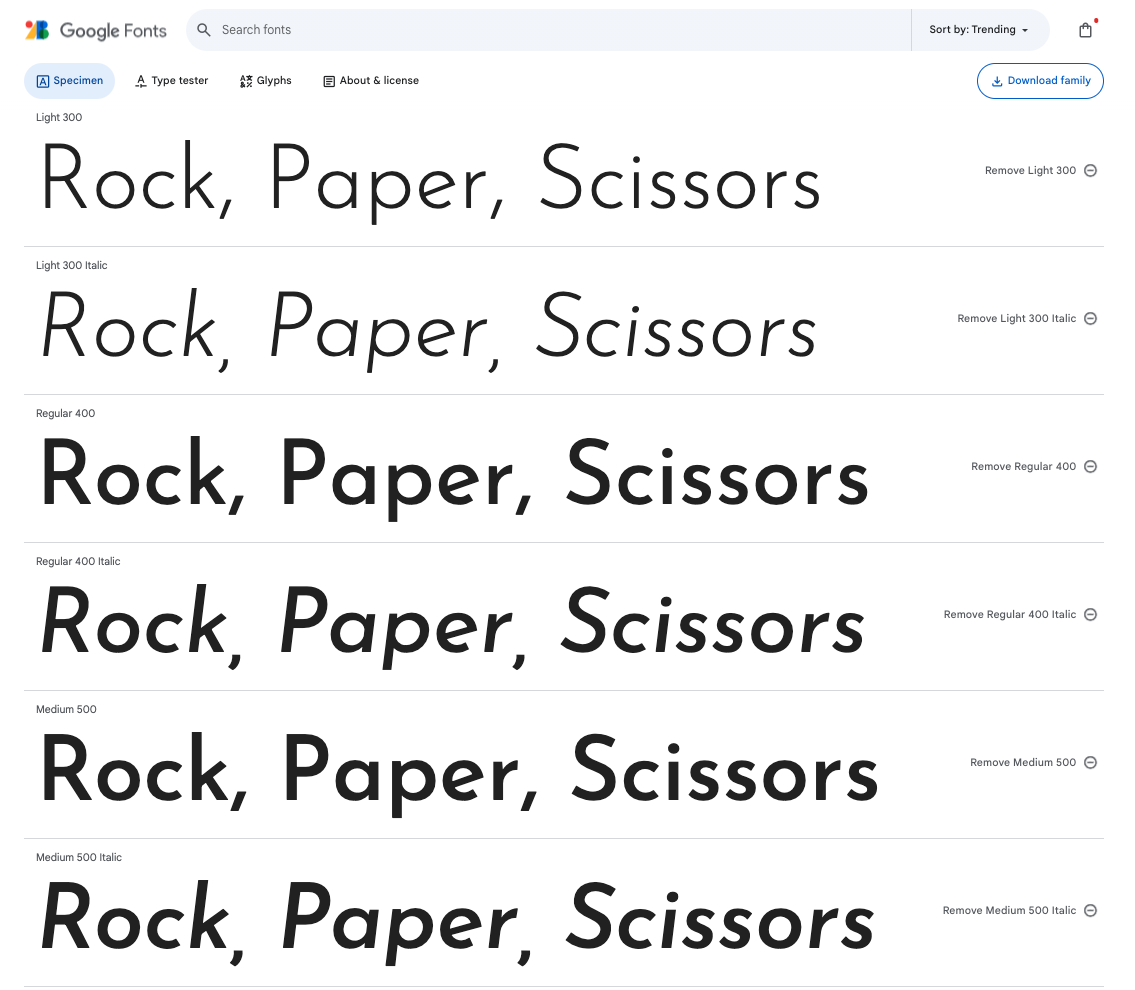 Google Fonts
Search fonts
Sort by: Trending
Specimen
Type tester
Glyphs
About & license
Download family
Light 300
Rock, Paper, Scissors
Remove Light 300
Light 300 Italic
Rock, Paper, Scissors
Remove Light 300 Italic
Regular 400
Rock, Paper, Scissors
Remove Regular 400
Regular 400 Italic
Rock, Paper, Scissors
Remove Regular 400 Italic
Medium 500
Rock, Paper, Scissors
Remove Medium 500
Medium 500 Italic
Rock, Paper, Scissors
Remove Medium 500 Italic